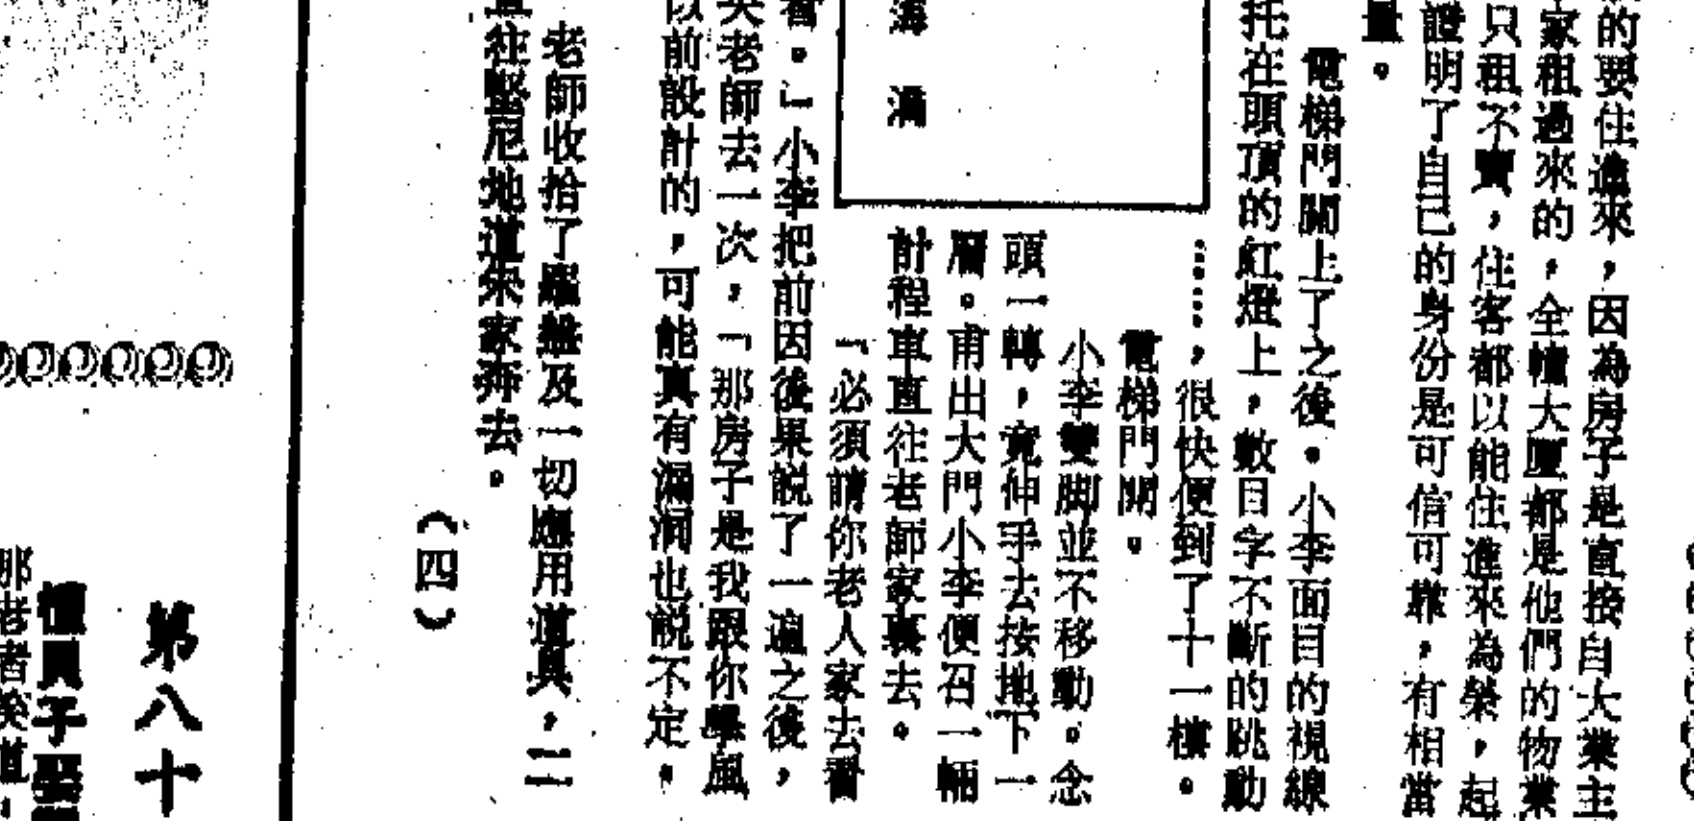 的要住進來，因為房子是直接自大業主
家租過來的，全幢大厦都是他們的物業
只租不賣，住客都以能住進來為榮，起
證明了自己的身份是可信可靠，有相當
量。
電梯門關上了之後。小李面目的視線
托在頭頂的紅燈上，數目字不斷的跳動
……，很快便到了十一樓。
電梯門開。
小李雙脚並不移動。念
頭一轉，竟伸手去按地下一
層。甫出大門小李便召一輛
計程車直往老師家裏去。
「必須請你老人家去看
看。」小李把前因後果說了一遍之後，
老師去一次，「那房子是我跟你學風
以前設計的，可能真有漏洞也說不定。
老師收拾了羅盤及一切應用道具，二
直往堅尼地道朱家奔去。
（四）
第八十
那老者矣道，